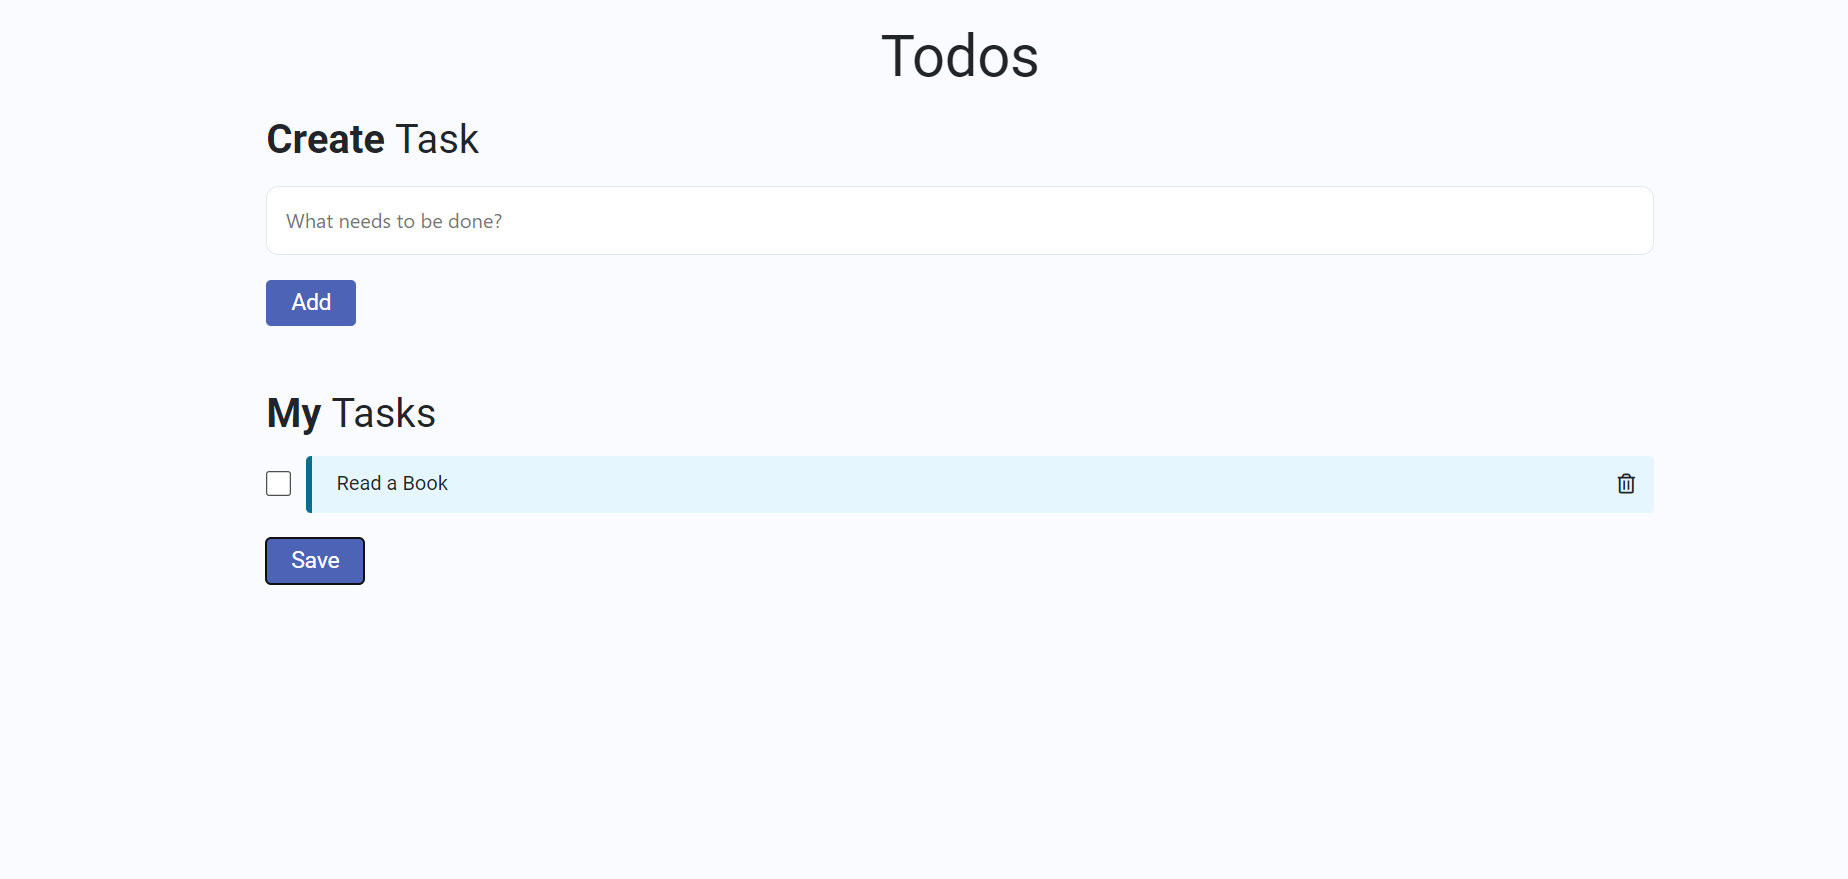 Todos
Create Task
What needs to be done?
Add
My Tasks
Read a Book
Save